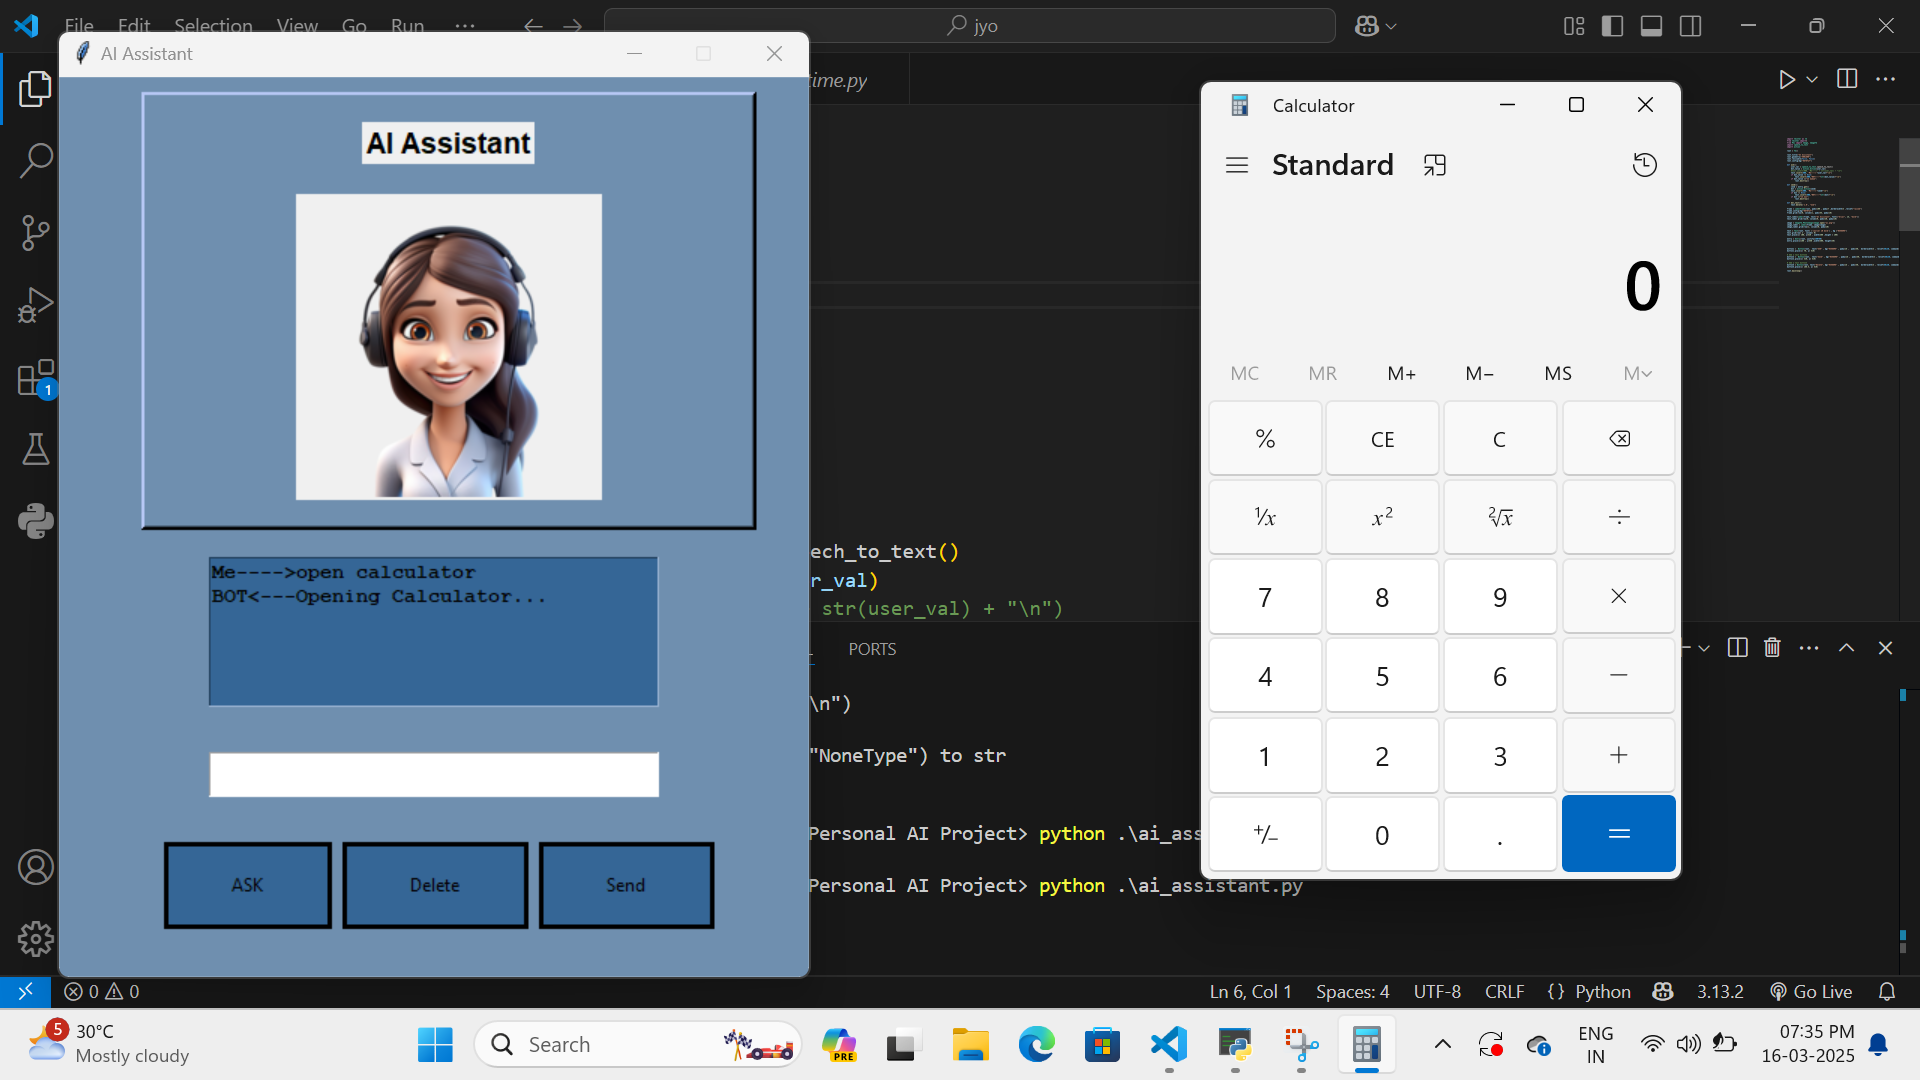 File Edit Selection View Go Run ...
jyo
AI Assistant
time.py
AI Assistant
Me---->open calculator
BOT<---Opening Calculator...
ASK
Delete
Send
ech_to_text()
r_val)
str(user_val) + "\n")
PORTS
\n")
"NoneType") to str
Personal AI Project> python .\ai_ass
Personal AI Project> python .\ai_assistant.py
Calculator
Standard
0
MC MR M+ M− MS M
% CE C
¹/x x² ²√x ÷
7 8 9 ×
4 5 6 −
1 2 3 +
+/− 0 . =
1
0 0
Ln 6, Col 1 Spaces: 4 UTF-8 CRLF {} Python 3.13.2 Go Live
5
30°C
Mostly cloudy
Search
PRE
ENG
IN
07:35 PM
16-03-2025